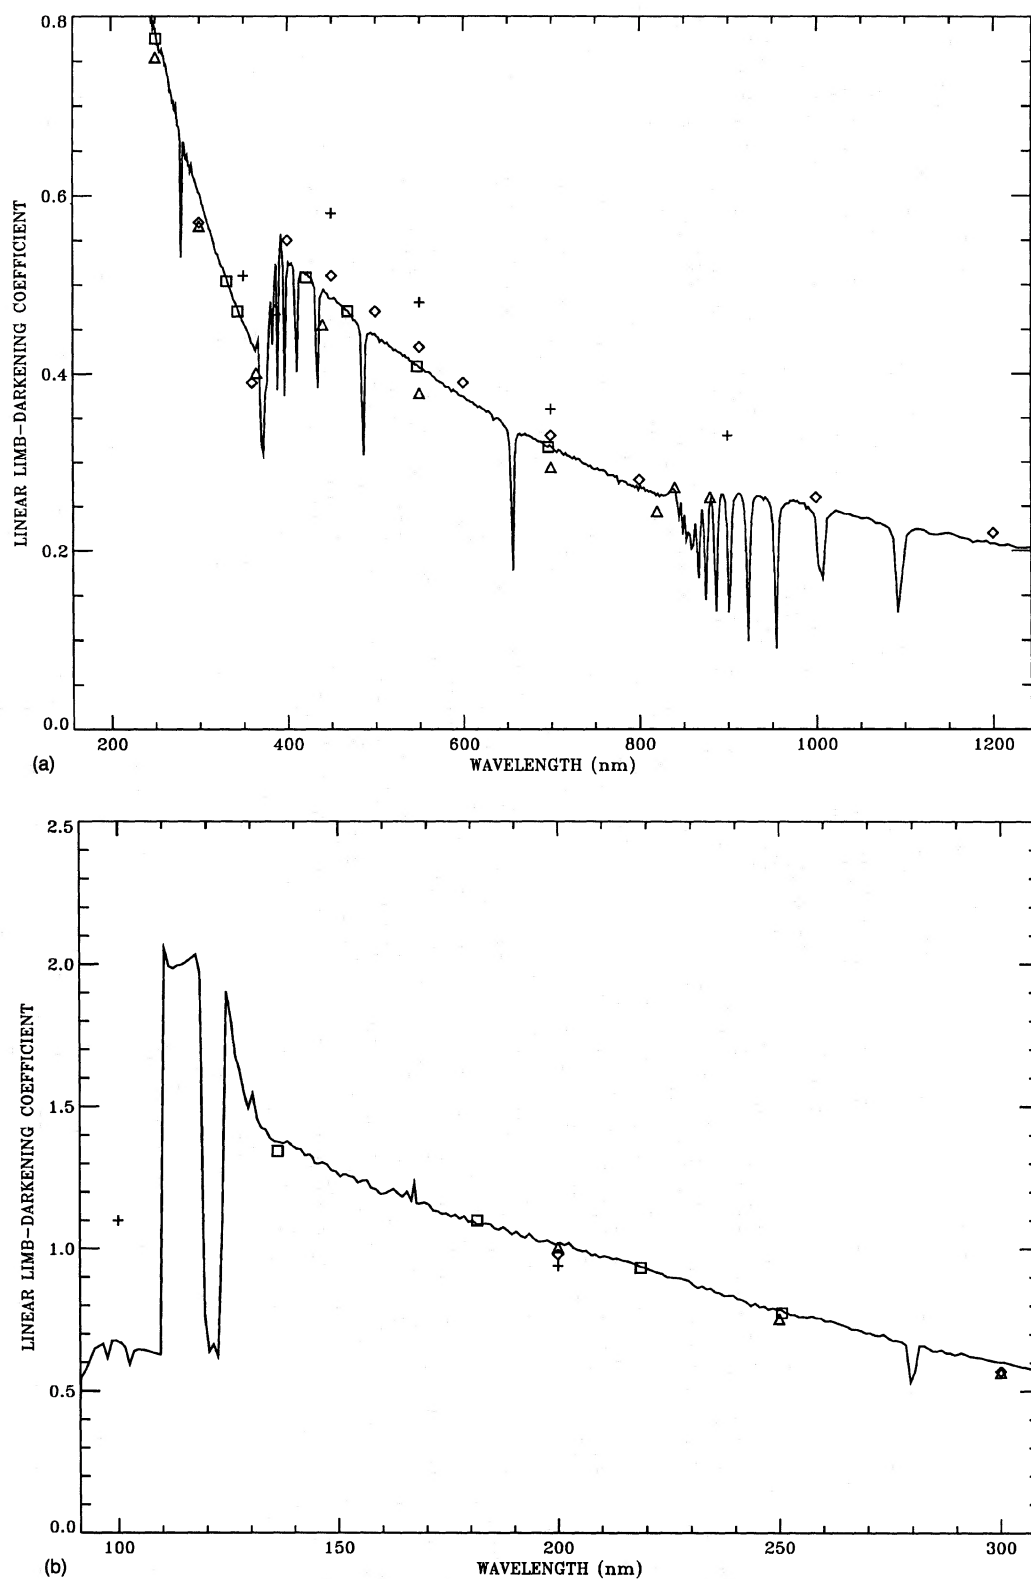 0.8
0.6
0.4
0.2
0.0
LINEAR LIMB-DARKENING COEFFICIENT
200 400 600 800 1000 1200
(a)
WAVELENGTH (nm)
2.5
2.0
1.5
1.0
0.5
0.0
LINEAR LIMB-DARKENING COEFFICIENT
100 150 200 250 300
(b)
WAVELENGTH (nm)